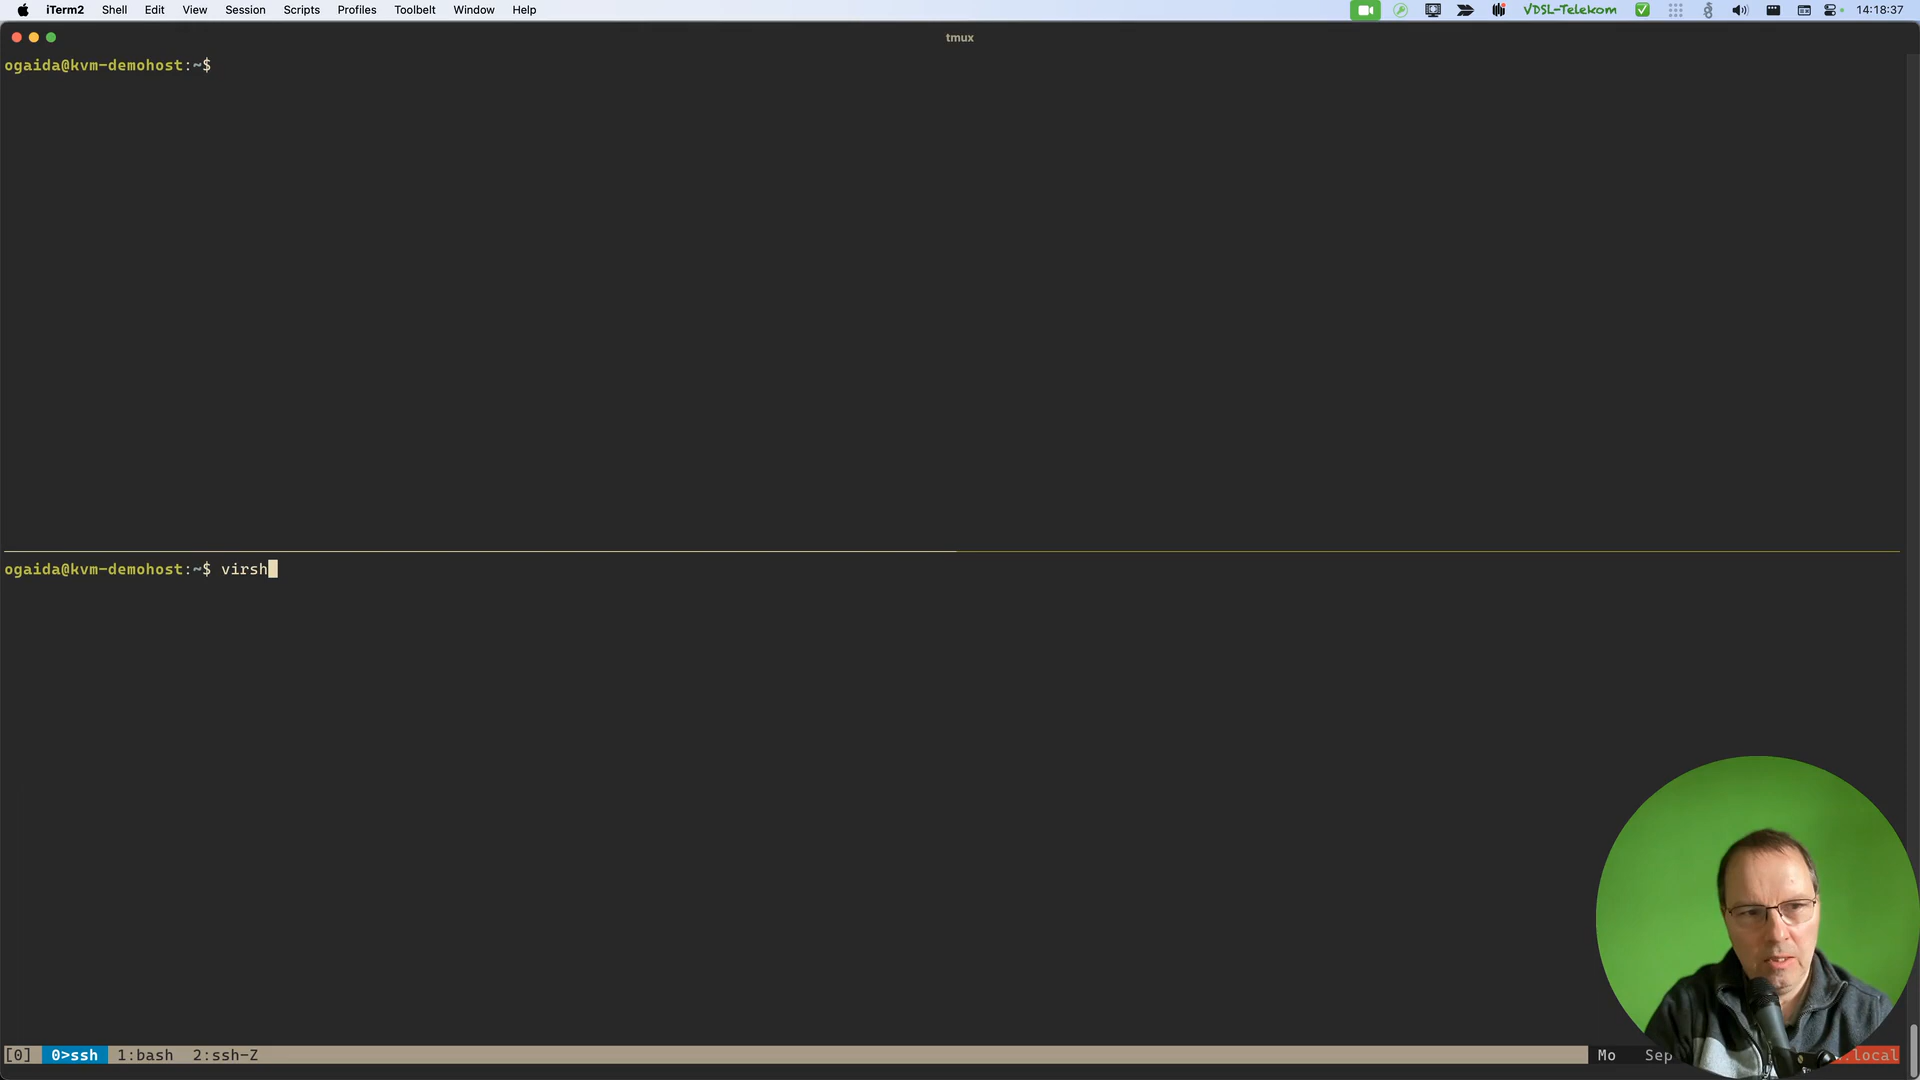 iTerm2 Shell Edit View Session Scripts Profiles Toolbelt Window Help VDSL-Telekom 14:18:37
tmux
ogaida@kvm-demohost:~$
ogaida@kvm-demohost:~$ virsh
[0] 0>ssh 1:bash 2:ssh-Z Mo Sep .local